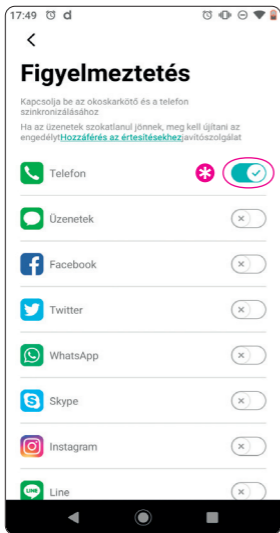 17:49 d
Figyelmeztetés
Kapcsolja be az okoskarkötő és a telefon
szinkronizálásához
Ha az üzenetek szokatlanul jönnek, meg kell újítani az
engedélytHozzáférés az értesítésekhezjavítószolgálat
Telefon
Üzenetek
Facebook
Twitter
WhatsApp
Skype
Instagram
LINE Line